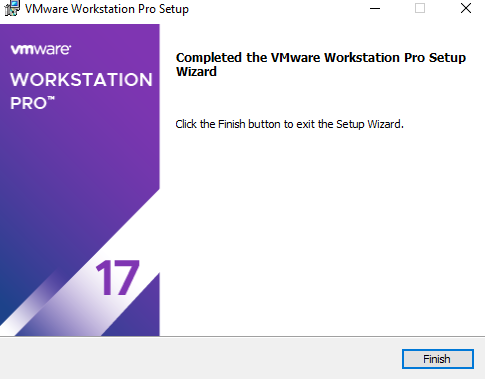 VMware Workstation Pro Setup
vmware®
WORKSTATION
PRO™
17
Completed the VMware Workstation Pro Setup
Wizard
Click the Finish button to exit the Setup Wizard.
Finish